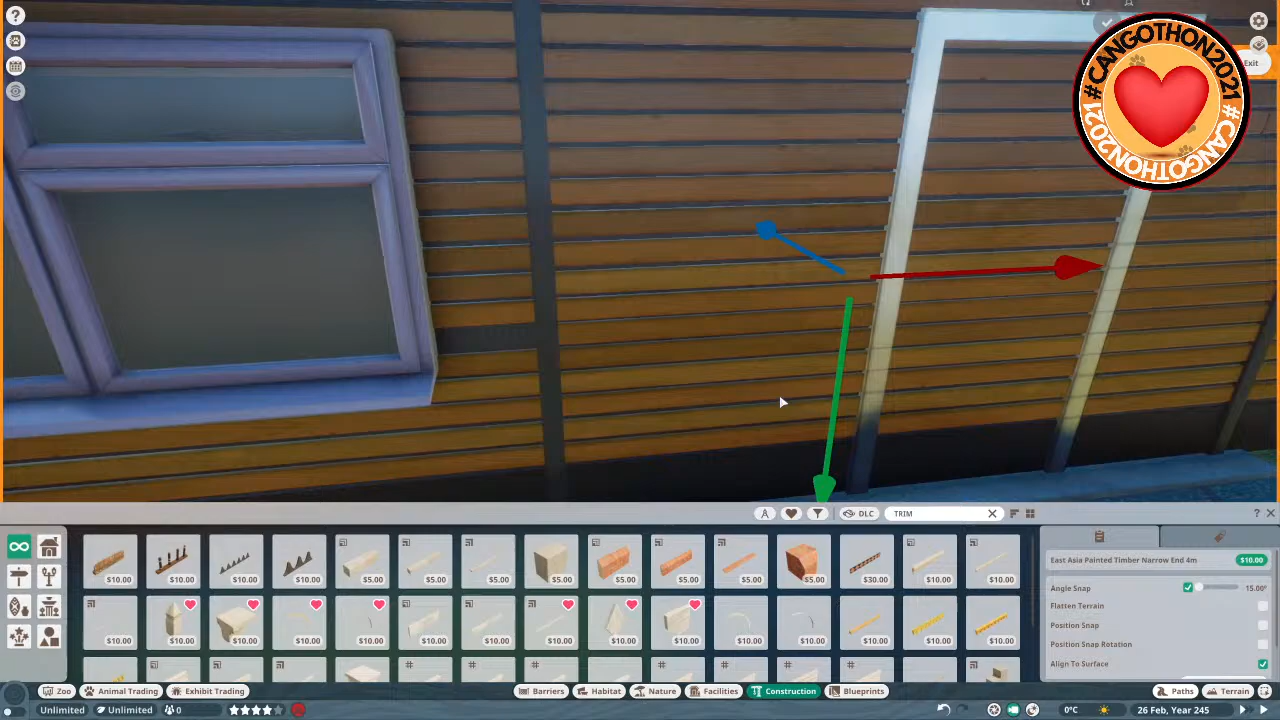 ?
#CANGOTHON2021
#CANGOTHON2021
Exit
A
DLC
TRIM
?
$10.00 $10.00 $10.00 $10.00 $5.00 $5.00 $5.00 $5.00 $5.00 $5.00 $5.00 $5.00 $30.00 $10.00 $10.00
East Asia Painted Timber Narrow End 4m $10.00
Angle Snap 15.00°
Flatten Terrain
Position Snap
$10.00 $10.00 $10.00 $10.00 $10.00 $10.00 $10.00 $10.00 $10.00 $10.00 $10.00 $10.00 $10.00 $10.00 $10.00
Position Snap Rotation
Align To Surface
Zoo Animal Trading Exhibit Trading Barriers Habitat Nature Facilities Construction Blueprints Paths Terrain
Unlimited Unlimited 0 0°C 26 Feb, Year 245